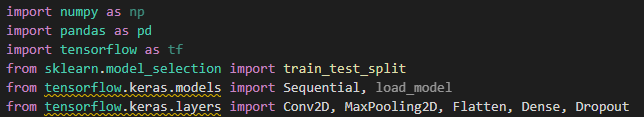 import numpy as np
import pandas as pd
import tensorflow as tf
from sklearn.model_selection import train_test_split
from tensorflow.keras.models import Sequential, load_model
from tensorflow.keras.layers import Conv2D, MaxPooling2D, Flatten, Dense, Dropout